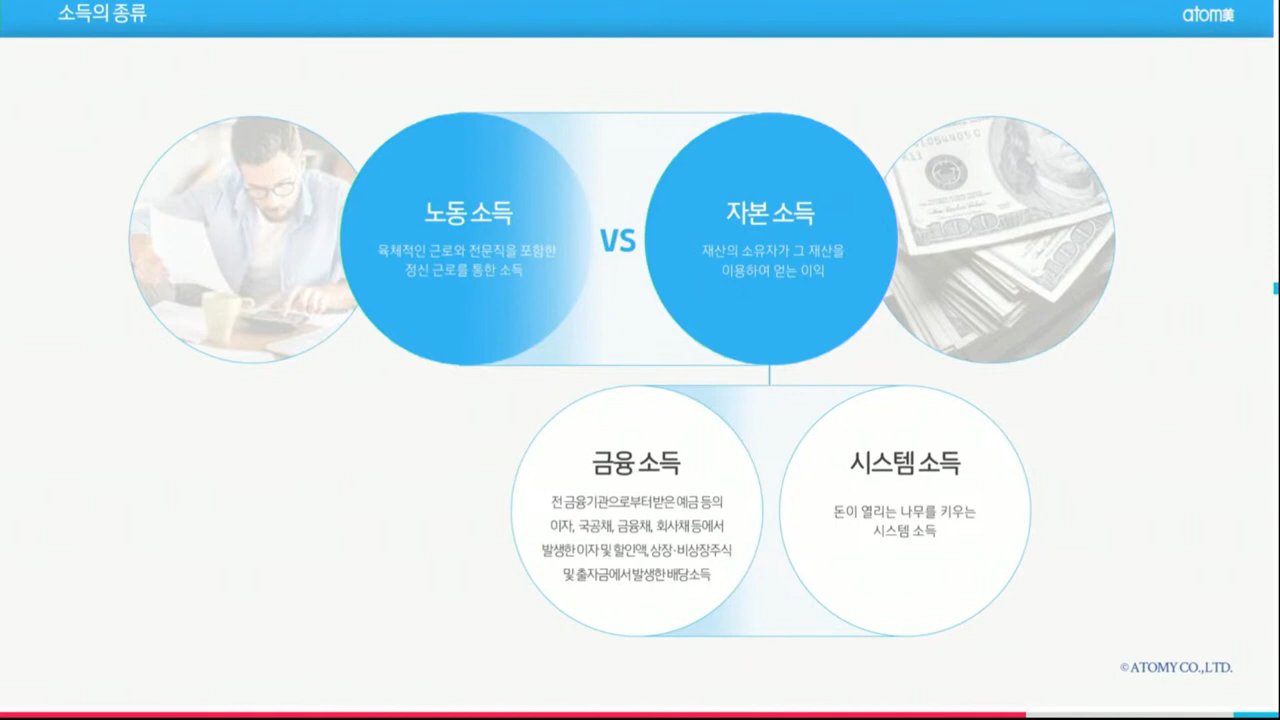 소득의 종류
atom美
노동 소득
육체적인 근로와 전문직을 포함한
정신 근로를 통한 소득
VS
자본 소득
재산의 소유자가 그 재산을
이용하여 얻는 이익
금융 소득
전 금융기관으로부터 받은 예금 등의
이자, 국공채, 금융채, 회사채 등에서
발생한 이자 및 할인액, 상장·비상장주식
및 출자금에서 발생한 배당소득
시스템 소득
돈이 열리는 나무를 키우는
시스템 소득
© ATOMY CO.,LTD.